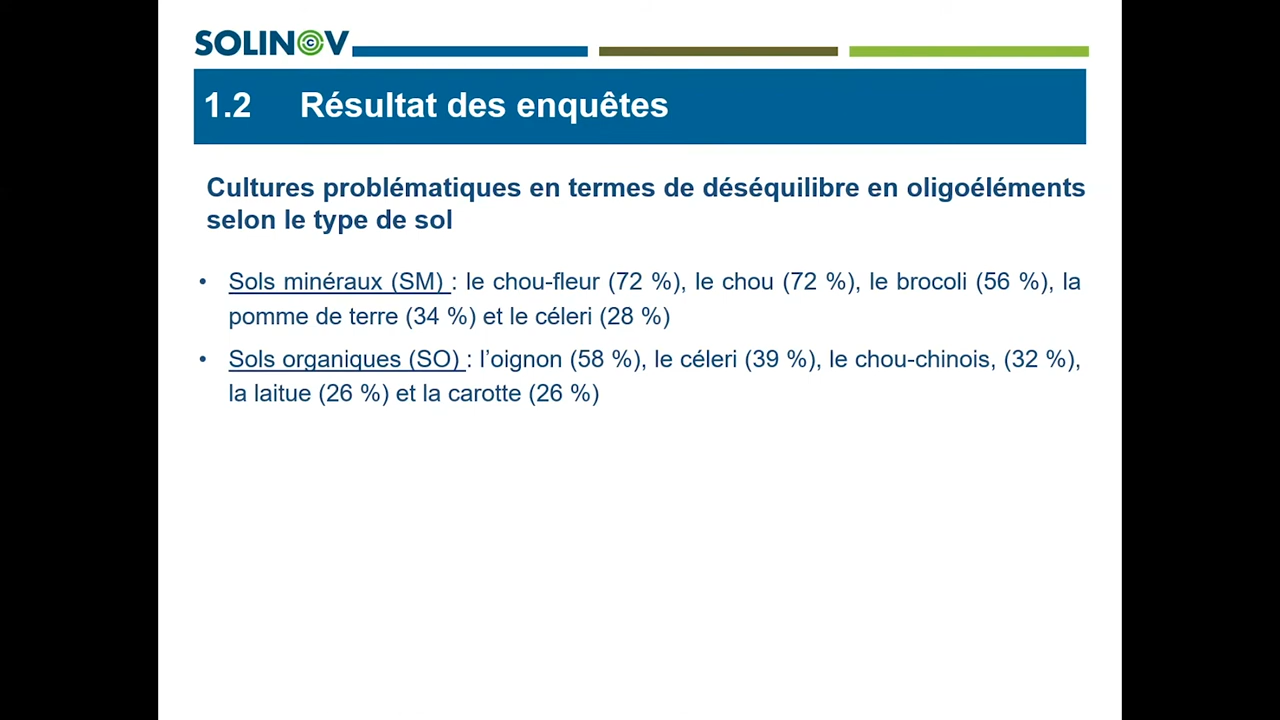 SOLINOV
1.2 Résultat des enquêtes
Cultures problématiques en termes de déséquilibre en oligoéléments
selon le type de sol
• Sols minéraux (SM) : le chou-fleur (72 %), le chou (72 %), le brocoli (56 %), la
pomme de terre (34 %) et le céleri (28 %)
• Sols organiques (SO) : l’oignon (58 %), le céleri (39 %), le chou-chinois, (32 %),
la laitue (26 %) et la carotte (26 %)